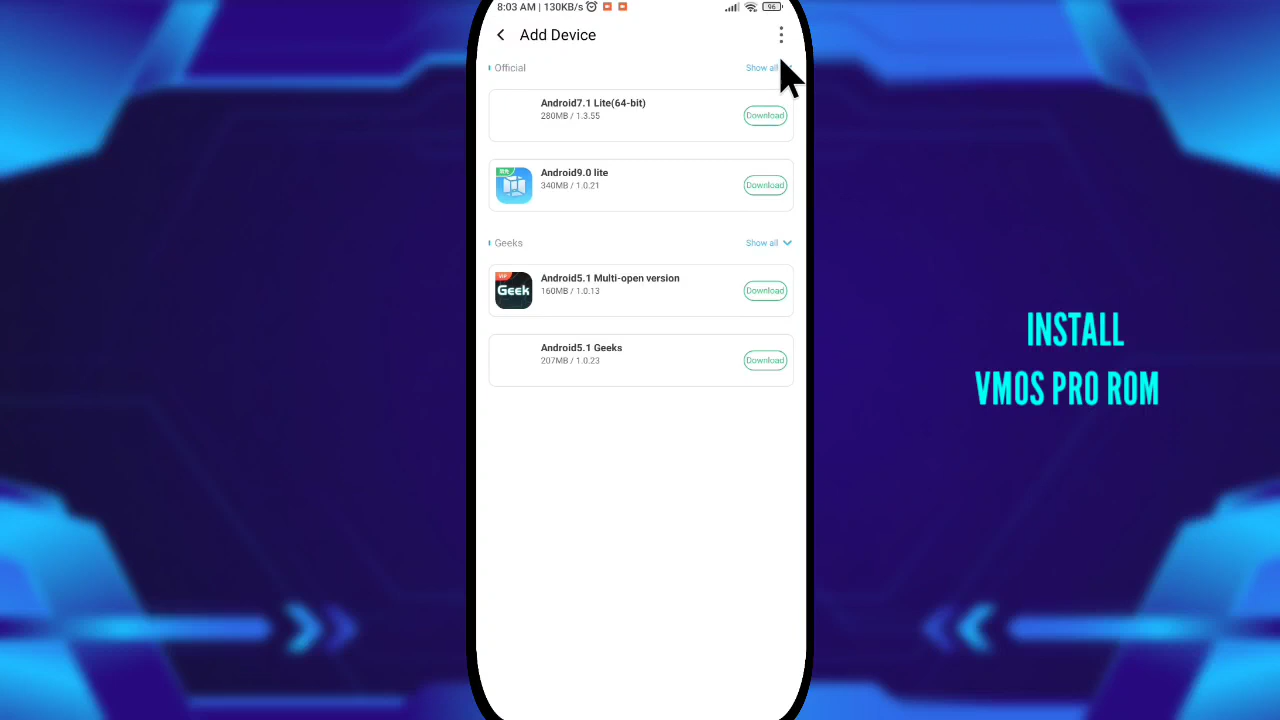 8:03 AM | 130KB/s
96
Add Device
Official
Show all
Android7.1 Lite(64-bit)
280MB / 1.3.55
Download
Android9.0 lite
340MB / 1.0.21
Download
Geeks
Show all
VIP
Geek
Android5.1 Multi-open version
160MB / 1.0.13
Download
Android5.1 Geeks
207MB / 1.0.23
Download
INSTALL
VMOS PRO ROM